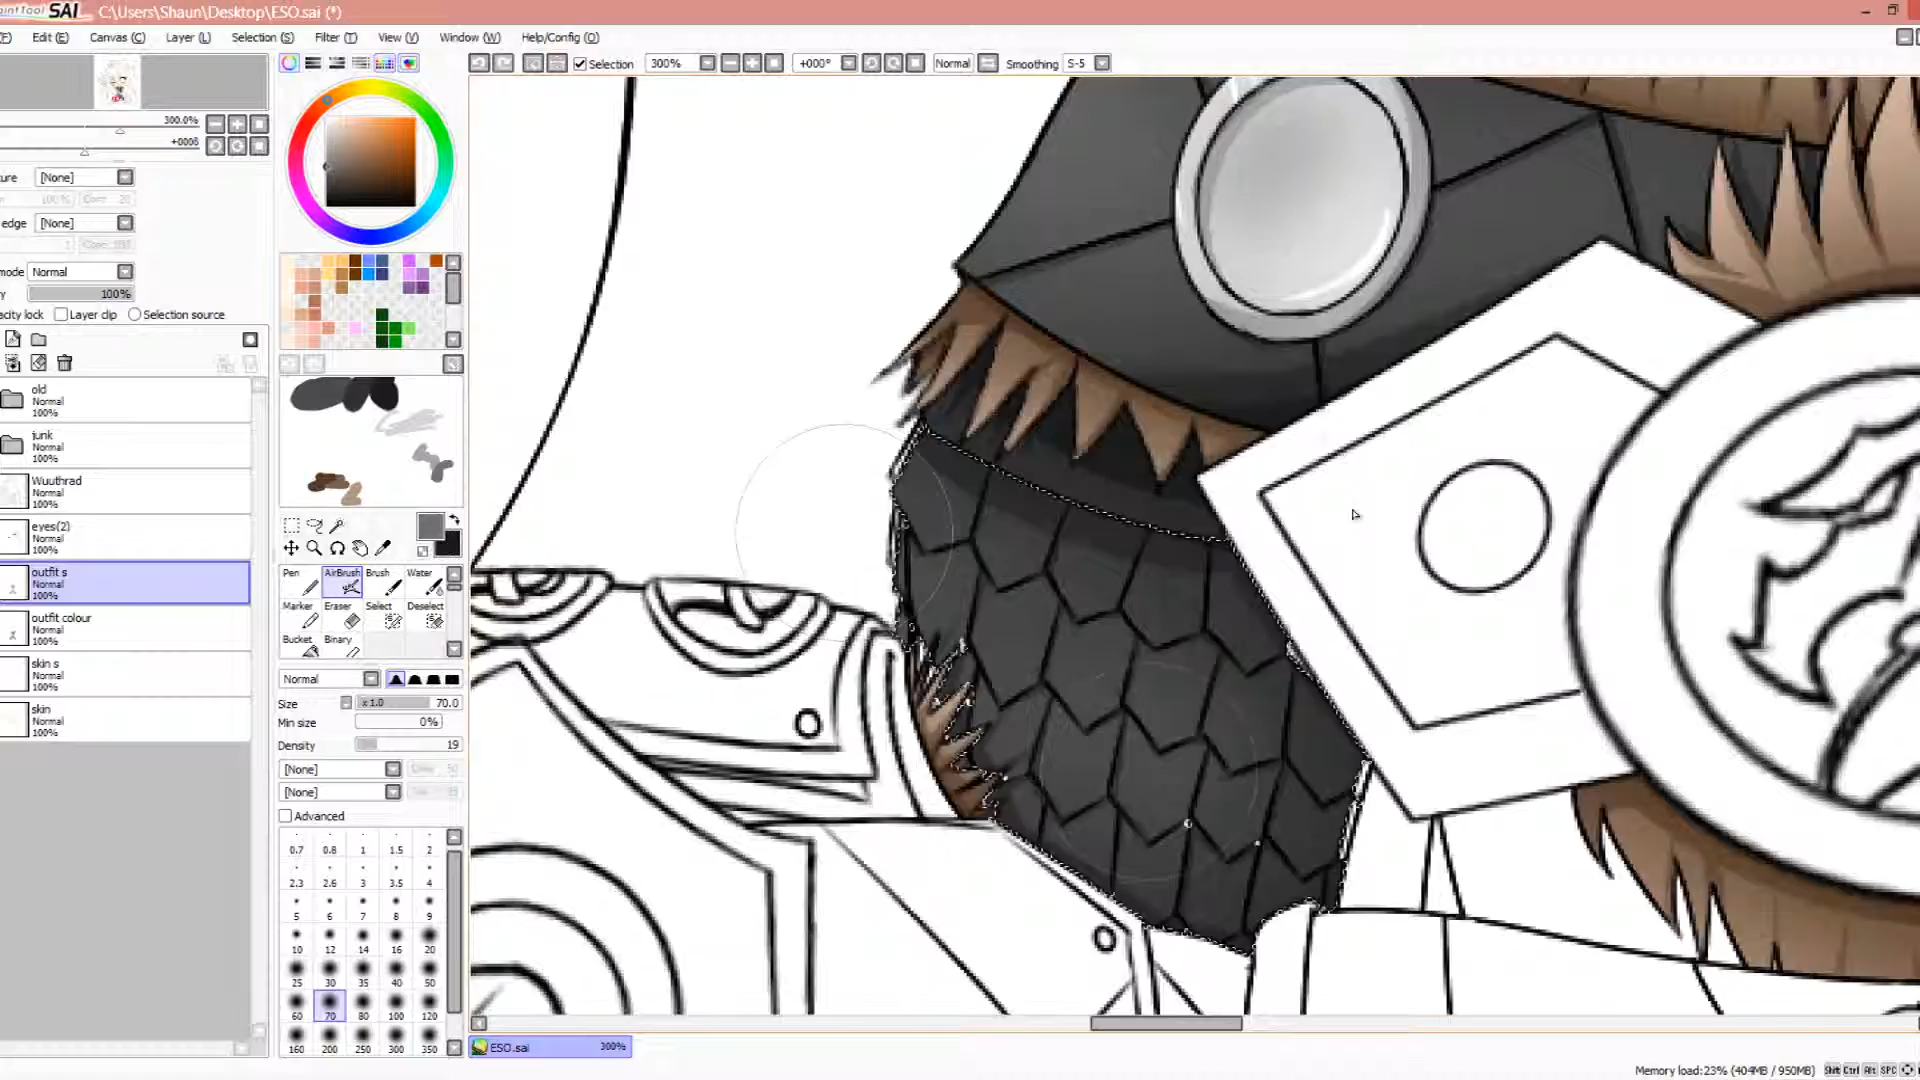 SAI C:\Users\Shaun\Desktop\ESO.sai (*)
Edit (E) Canvas (C) Layer (L) Selection (S) Filter (T) View (V) Window (W) Help/Config (O)
Selection 300% +000° Normal Smoothing S-5
300.0%
[None]
edge [None]
Normal
100%
Layer clip Selection source
old
Normal
100%
junk
Normal
100%
Wuuthrad
Normal
100%
eyes(2)
Normal
100%
outfit s
Normal
100%
outfit colour
Normal
100%
skin s
Normal
100%
skin
Normal
100%
Pen AirBrush Brush Water
Marker Eraser Select Deselect
Bucket Binary
Normal
Size x 1.0 70.0
Min size 0%
Density 19
[None]
[None]
Advanced
0.7 0.8 1 1.5 2
2.3 2.6 3 3.5 4
5 6 7 8 9
10 12 14 16 20
25 30 35 40 50
60 70 80 100 120
160 200 250 300 350
ESO.sai 300%
Memory load: 23% (404MB / 950MB) Shift Ctrl Alt SPC